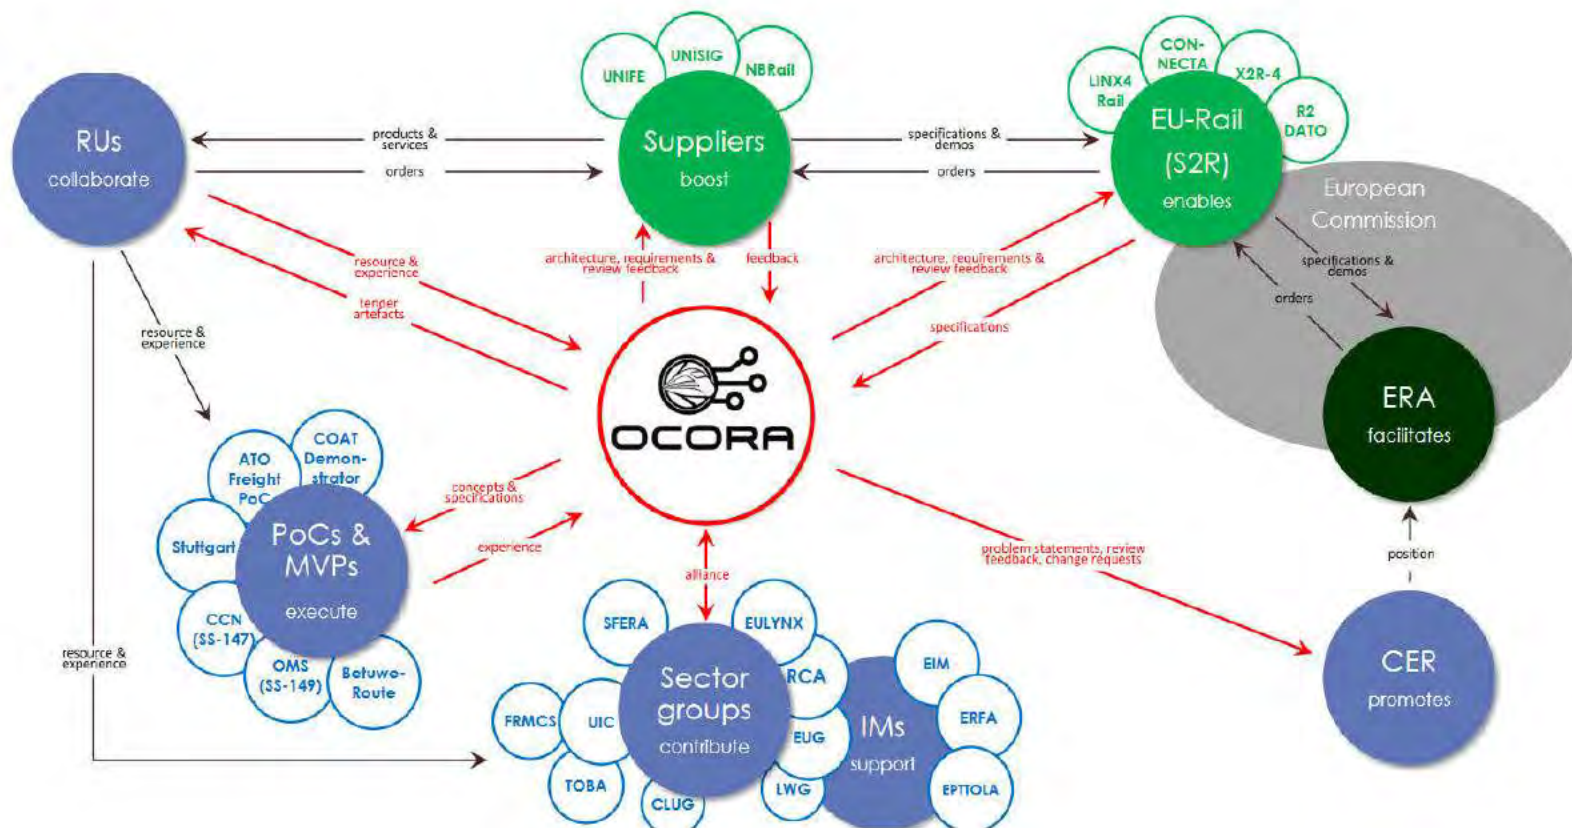 UNIFE
UNISIG
NBRail
Suppliers
boost
LINX4
Rail
CON-
NECTA
X2R-4
R2
DATO
EU-Rail
(S2R)
enables
RUs
collaborate
products &
services
orders
specifications &
demos
orders
European
Commission
specifications &
demos
orders
ERA
facilitates
position
CER
promotes
resource &
experience
tender
artefacts
architecture, requirements &
review feedback
feedback
architecture, requirements &
review feedback
specifications
OCORA
resource &
experience
COAT
Demon-
strator
ATO
Freight
PoC
Stuttgart
CCN
(SS-147)
OMS
(SS-149)
Betuwe-
Route
PoCs &
MVPs
execute
concepts &
specifications
experience
alliance
problem statements, review
feedback, change requests
resource &
experience
SFERA
EULYNX
RCA
EUG
LWG
CLUG
TOBA
UIC
FRMCS
Sector
groups
contribute
IMs
support
EIM
ERFA
EPTTOLA